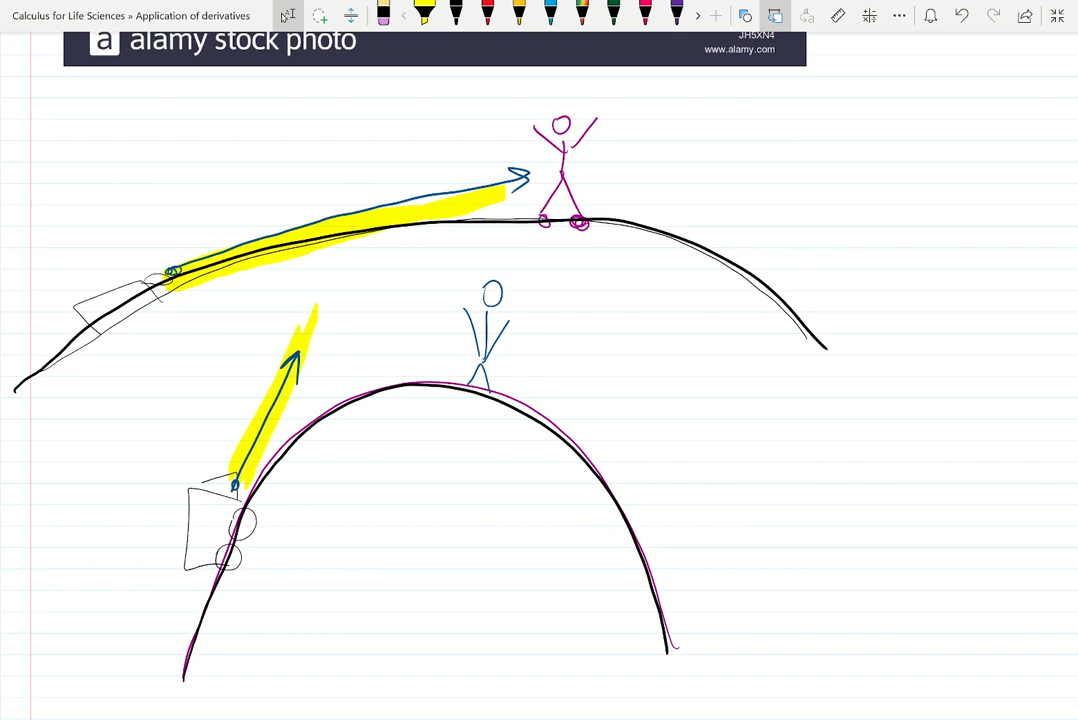 Calculus for Life Sciences » Application of derivatives
a alamy stock photo
JH5XN4
www.alamy.com